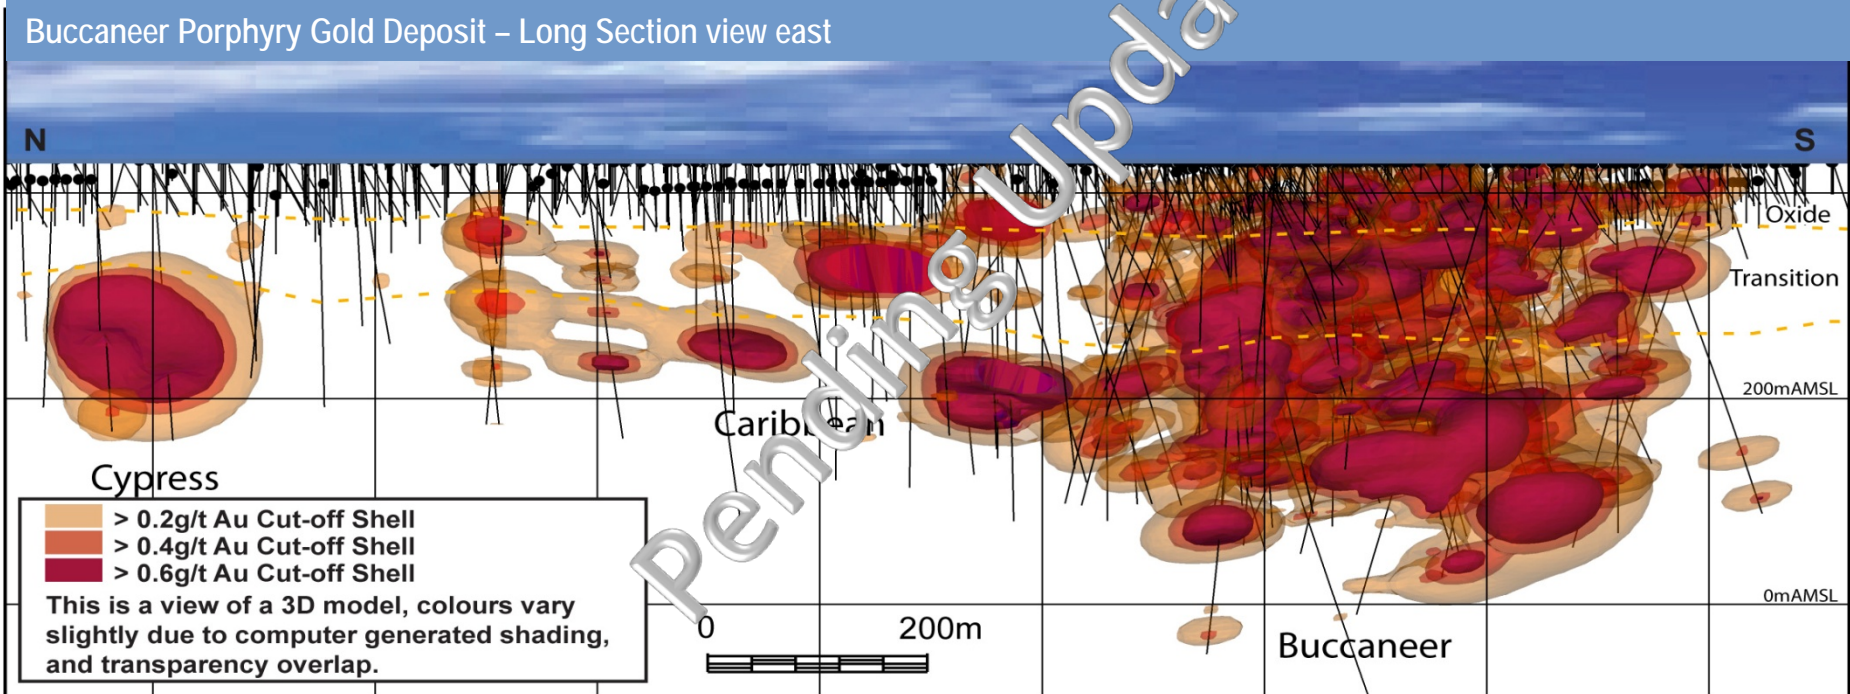 Buccaneer Porphyry Gold Deposit – Long Section view east
N
S
Oxide
Transition
200mAMSL
Caribbean
Cypress
> 0.2g/t Au Cut-off Shell
> 0.4g/t Au Cut-off Shell
> 0.6g/t Au Cut-off Shell
This is a view of a 3D model, colours vary
slightly due to computer generated shading,
and transparency overlap.
0mAMSL
0
200m
Buccaneer
Pending Upda